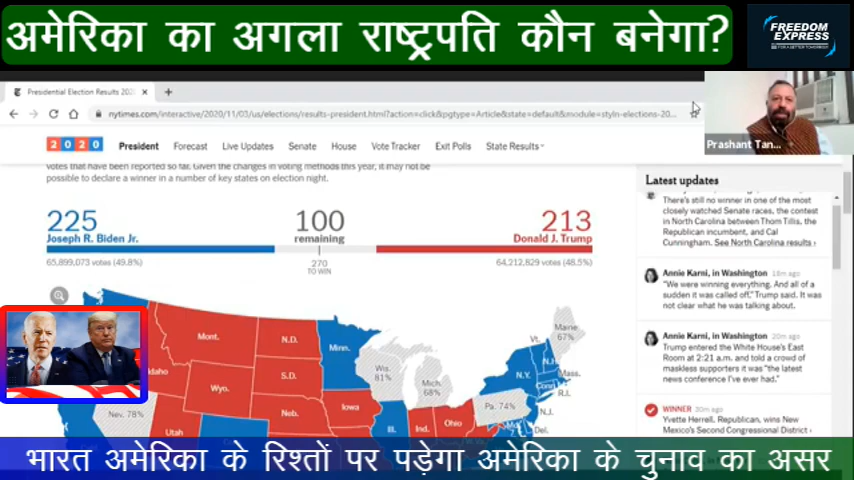 अमेरिका का अगला राष्ट्रपति कौन बनेगा?
FREEDOM
EXPRESS
FOR A BETTER TOMORROW
Presidential Election Results 202
nytimes.com/interactive/2020/11/03/us/elections/results-president.html?action=click&pgtype=Article&state=default&module=styln-elections-20...
Prashant Tan...
2020 President Forecast Live Updates Senate House Vote Tracker Exit Polls State Results
votes that have been reported so far. Given the changes in voting methods this year, it may not be
possible to declare a winner in a number of key states on election night.
225
Joseph R. Biden Jr.
100
remaining
213
Donald J. Trump
65,899,073 votes (49.8%)
270
TO WIN
64,212,829 votes (48.5%)
Latest updates
There's still no winner in one of the most
closely watched Senate races, the contest
in North Carolina between Thom Tillis, the
Republican incumbent, and Cal
Cunningham. See North Carolina results ›
Annie Karni, in Washington 18m ago
"We were winning everything. And all of a
sudden it was called off," Trump said. It was
not clear what he was talking about.
Annie Karni, in Washington 20m ago
Trump entered the White House's East
Room at 2:21 a.m. and told a crowd of
maskless supporters it was "the latest
news conference I've ever had."
WINNER 30m ago
Yvette Herrell, Republican, wins New
Mexico's Second Congressional District ›
Mont.
N.D.
Minn.
Vt.
Maine
67%
Idaho
S.D.
Wis.
81%
Mich.
68%
N.H.
N.Y.
Mass.
Conn.
R.I.
Wyo.
Nev. 78%
Utah
Neb.
Iowa
Ill.
Ind.
Ohio
Pa. 74%
N.J.
Md.
Del.
भारत अमेरिका के रिश्तों पर पड़ेगा अमेरिका के चुनाव का असर